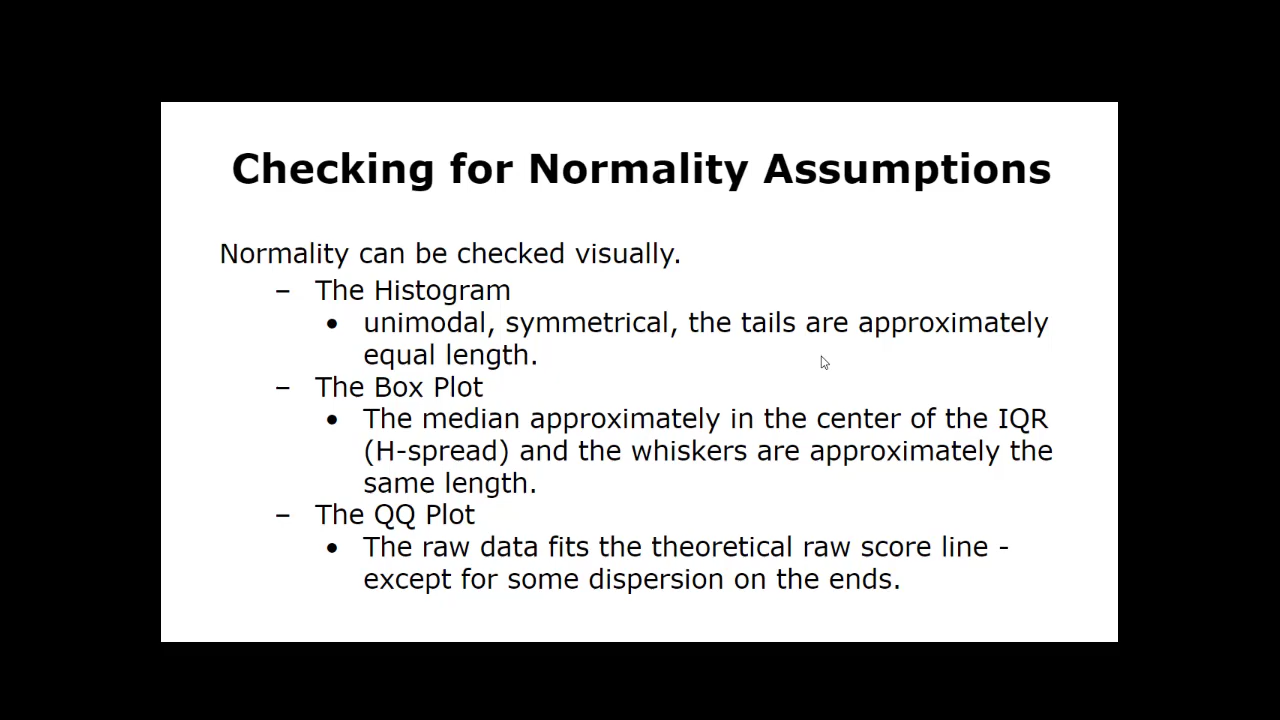 Checking for Normality Assumptions
Normality can be checked visually.
– The Histogram
• unimodal, symmetrical, the tails are approximately
equal length.
– The Box Plot
• The median approximately in the center of the IQR
(H-spread) and the whiskers are approximately the
same length.
– The QQ Plot
• The raw data fits the theoretical raw score line -
except for some dispersion on the ends.